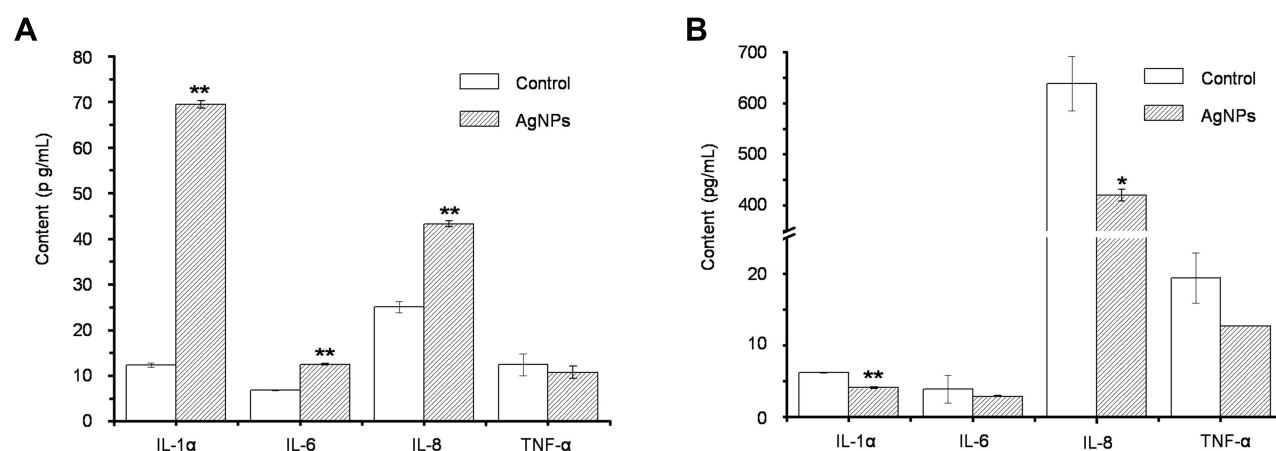 A
Content (p g/mL)
80
70
60
50
40
30
20
10
0
**
**
**
Control
AgNPs
IL-1α
IL-6
IL-8
TNF-α
B
Content (pg/mL)
700
600
500
400
20
10
0
**
*
Control
AgNPs
IL-1α
IL-6
IL-8
TNF-α